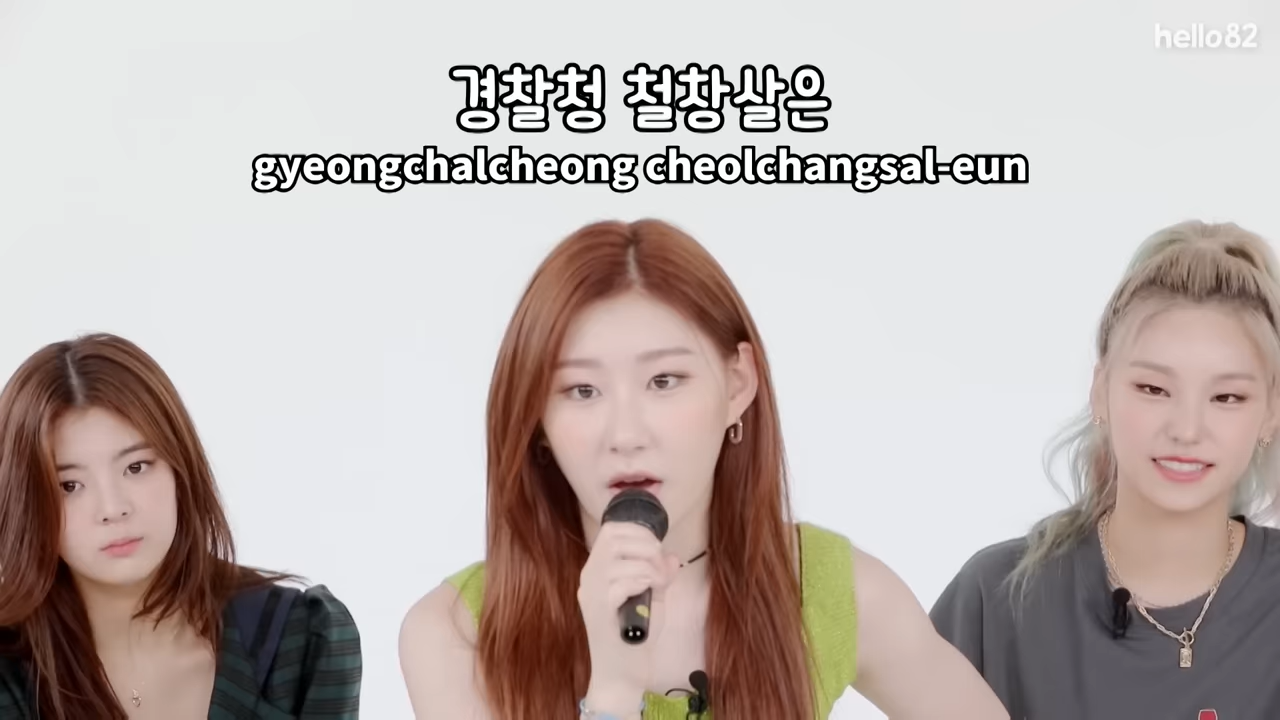 hello82
경찰청 철창살은
gyeongchalcheong cheolchangsal-eun